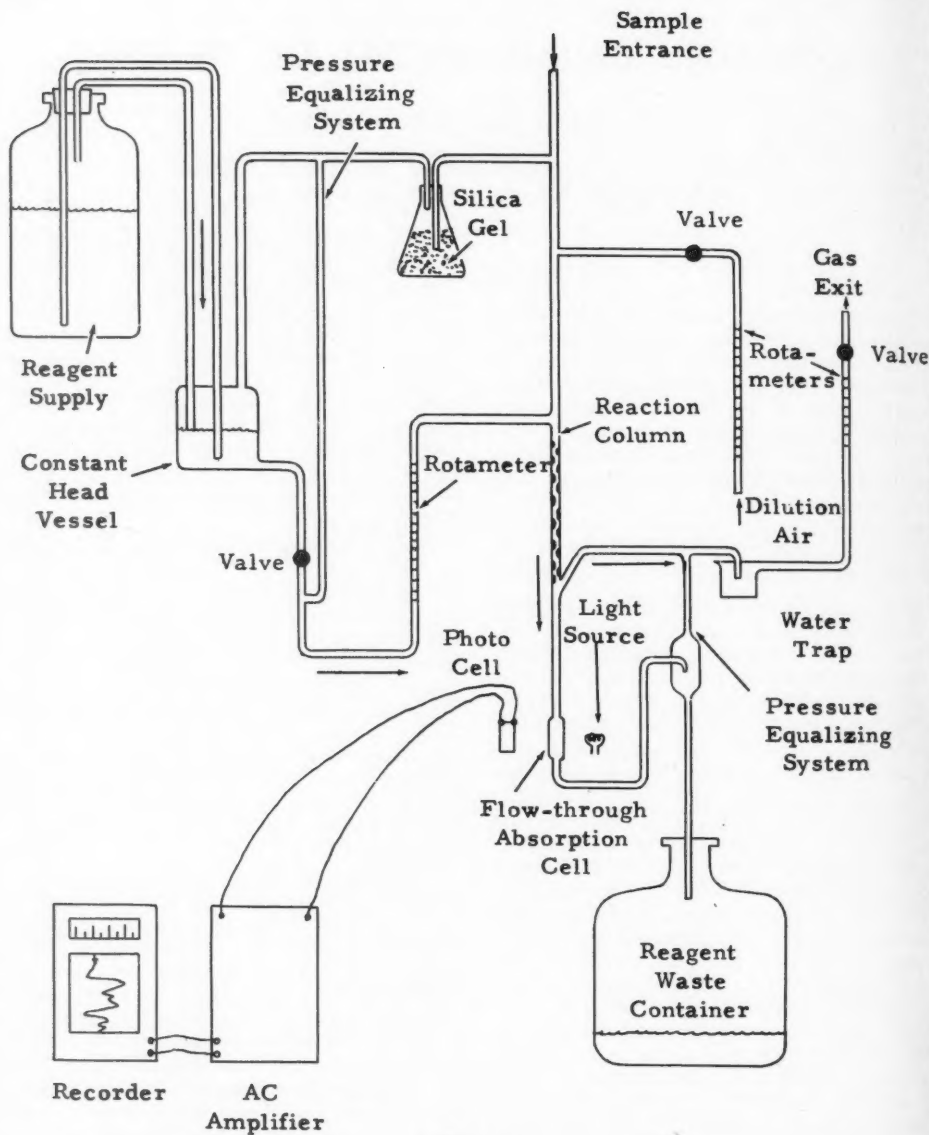 Sample
Entrance
Pressure
Equalizing
System
Silica
Gel
Valve
Gas
Exit
Reagent
Supply
Rota-
meters
Valve
Reaction
Column
Constant
Head
Vessel
Rotameter
Dilution
Air
Valve
Light
Source
Photo
Cell
Water
Trap
Pressure
Equalizing
System
Flow-through
Absorption
Cell
Reagent
Waste
Container
Recorder
AC
Amplifier